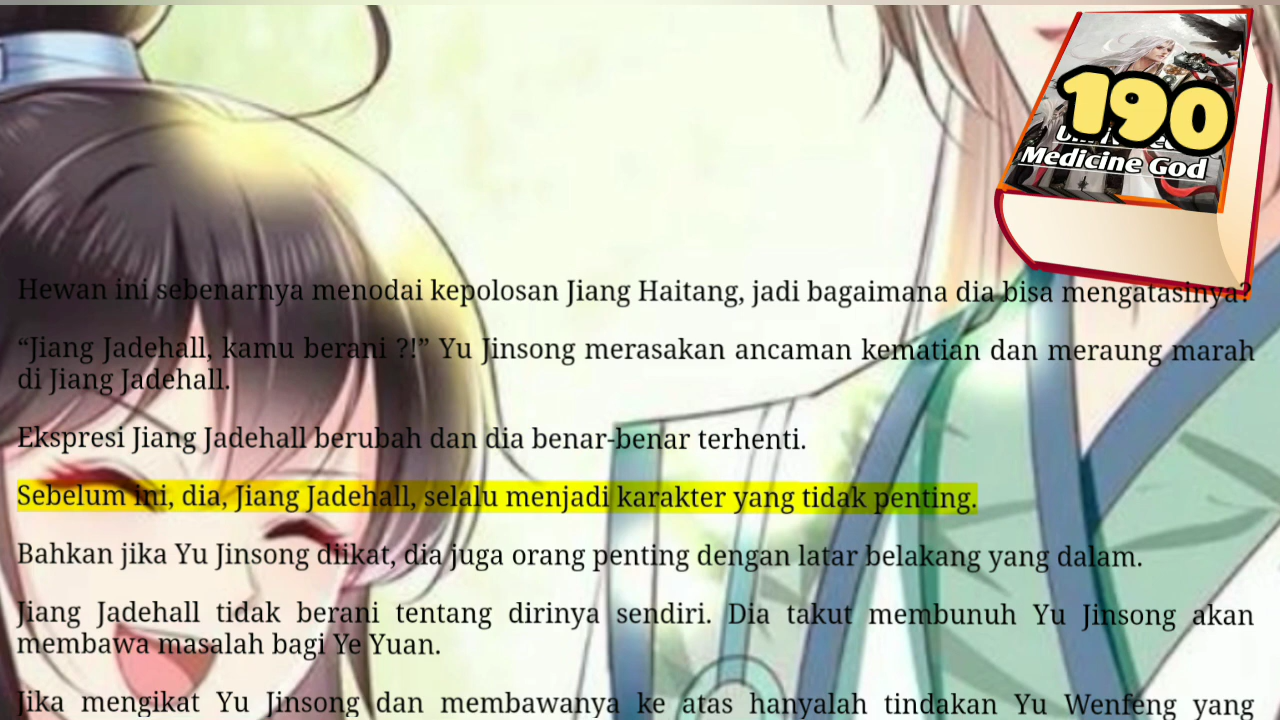 190
Medicine God
Hewan ini sebenarnya menodai kepolosan Jiang Haitang, jadi bagaimana dia bisa mengatasinya?
“Jiang Jadehall, kamu berani ?!” Yu Jinsong merasakan ancaman kematian dan meraung marah
di Jiang Jadehall.
Ekspresi Jiang Jadehall berubah dan dia benar-benar terhenti.
Sebelum ini, dia, Jiang Jadehall, selalu menjadi karakter yang tidak penting.
Bahkan jika Yu Jinsong diikat, dia juga orang penting dengan latar belakang yang dalam.
Jiang Jadehall tidak berani tentang dirinya sendiri. Dia takut membunuh Yu Jinsong akan
membawa masalah bagi Ye Yuan.
Jika mengikat Yu Jinsong dan membawanya ke atas hanyalah tindakan Yu Wenfeng yang